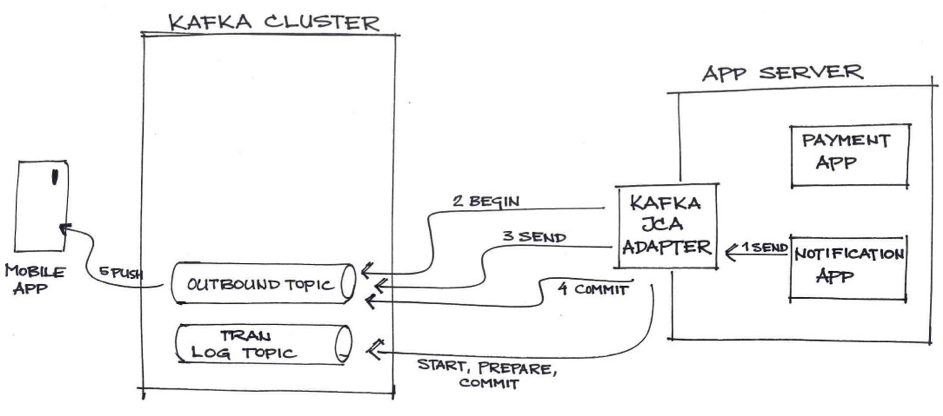 KAFKA CLUSTER
APP SERVER
PAYMENT
APP
2 BEGIN
KAFKA
JCA
ADAPTER
3 SEND
1 SEND
NOTIFICATION
APP
MOBILE
APP
5 PUSH
OUTBOUND TOPIC
4 COMMIT
TRAN
LOG TOPIC
START, PREPARE,
COMMIT